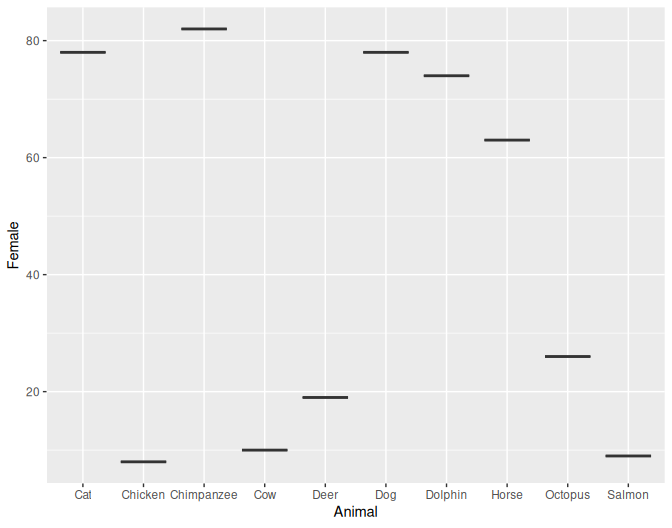 80
60
40
20
Female
Cat Chicken Chimpanzee Cow Deer Dog Dolphin Horse Octopus Salmon
Animal